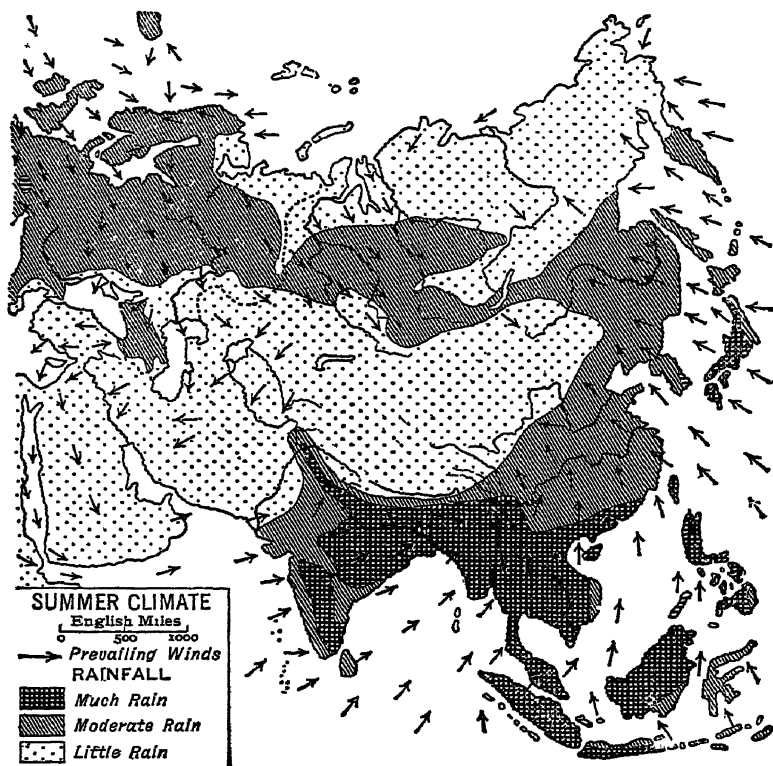 SUMMER CLIMATE
English Miles
0 500 1000
Prevailing Winds
RAINFALL
Much Rain
Moderate Rain
Little Rain